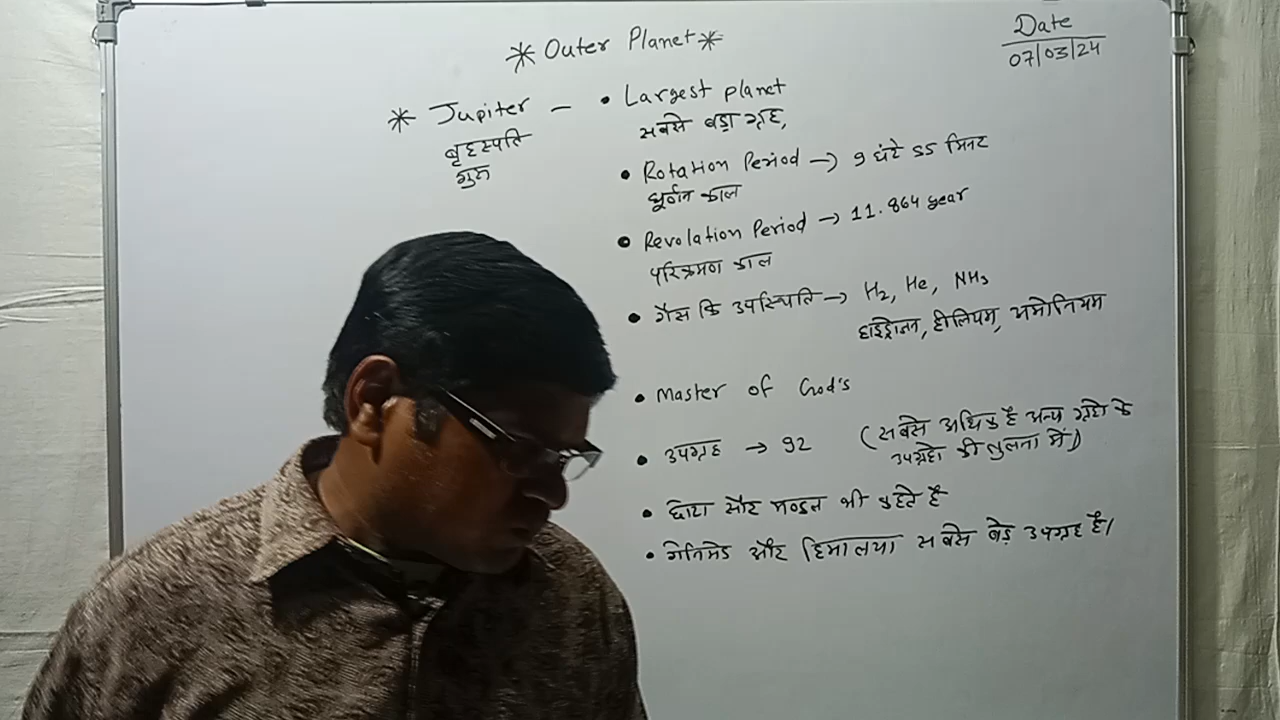 * Outer Planet *
Date
07/03/24
* Jupiter – • Largest planet
बृहस्पति
गुरु
सबसे बड़ा ग्रह,
• Rotation Period → 9 घंटे 55 मिनट
घूर्णन काल
• Revolation Period → 11.864 year
परिक्रमण काल
• गैस कि उपस्थिति → H₂, He, NH₃
हाइड्रोजन, हीलियम, अमोनियम
• Master of God's
• उपग्रह → 92 (सबसे अधिक है अन्य ग्रहो के
उपग्रहो की तुलना में)
• छोटा सौर मण्डल भी कहते है
• गेनिमेड और हिमालया सबसे बड़े उपग्रह है।